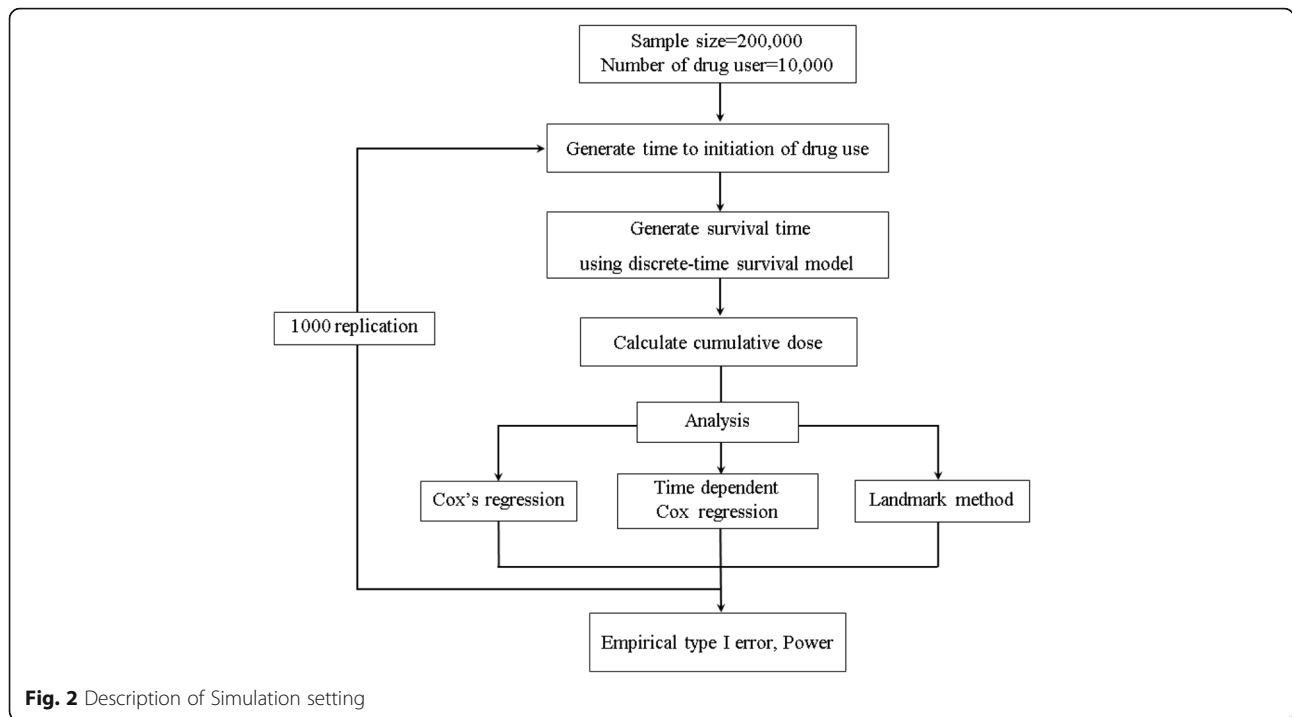 Sample size=200,000
Number of drug user=10,000
Generate time to initiation of drug use
Generate survival time
using discrete-time survival model
1000 replication
Calculate cumulative dose
Analysis
Cox's regression
Time dependent
Cox regression
Landmark method
Empirical type I error, Power
Fig. 2 Description of Simulation setting